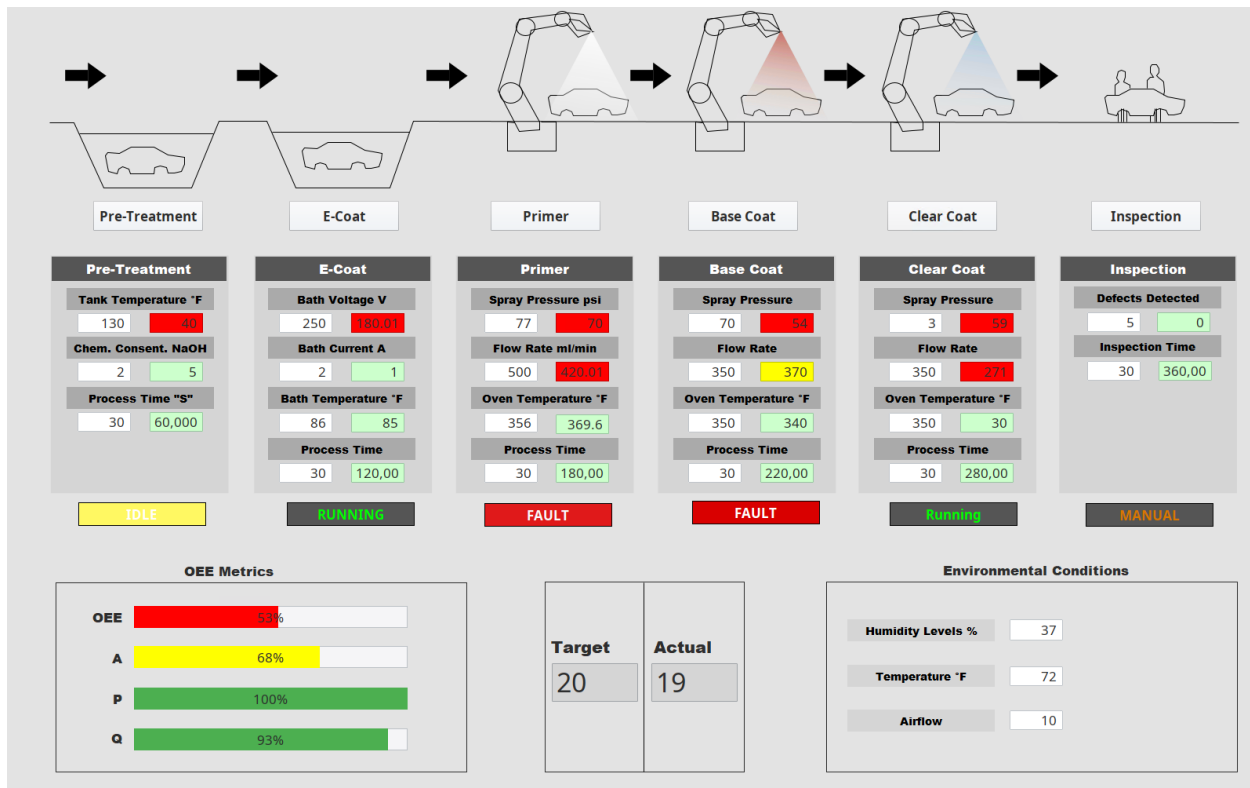 Pre-Treatment
E-Coat
Primer
Base Coat
Clear Coat
Inspection
Pre-Treatment
Tank Temperature °F
130 40
Chem. Consent. NaOH
2 5
Process Time "S"
30 60,000
IDLE
E-Coat
Bath Voltage V
250 180.01
Bath Current A
2 1
Bath Temperature °F
86 85
Process Time
30 120,00
RUNNING
Primer
Spray Pressure psi
77 70
Flow Rate ml/min
500 420.01
Oven Temperature °F
356 369.6
Process Time
30 180,00
FAULT
Base Coat
Spray Pressure
70 54
Flow Rate
350 370
Oven Temperature °F
350 340
Process Time
30 220,00
FAULT
Clear Coat
Spray Pressure
3 59
Flow Rate
350 271
Oven Temperature °F
350 30
Process Time
30 280,00
Running
Inspection
Defects Detected
5 0
Inspection Time
30 360,00
MANUAL
OEE Metrics
OEE 53%
A 68%
P 100%
Q 93%
Target Actual
20 19
Environmental Conditions
Humidity Levels % 37
Temperature °F 72
Airflow 10